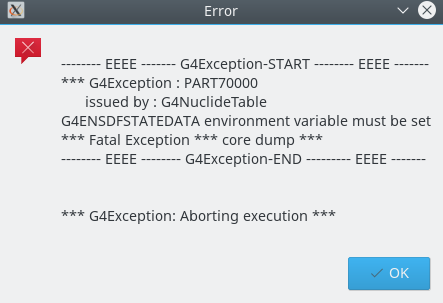 Error
-------- EEEE ------- G4Exception-START -------- EEEE -------
*** G4Exception : PART70000
issued by : G4NuclideTable
G4ENSDFSTATEDATA environment variable must be set
*** Fatal Exception *** core dump ***
-------- EEEE -------- G4Exception-END --------- EEEE -------
*** G4Exception: Aborting execution ***
OK